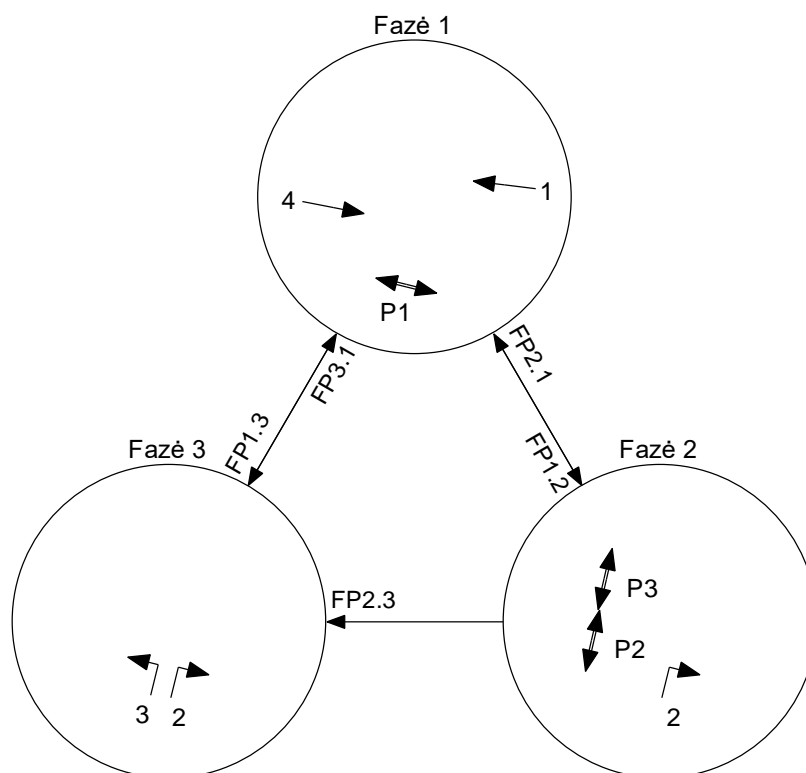 Fazė 1
4
1
P1
FP2.1
FP3.1
FP1.3
FP1.2
Fazė 3
Fazė 2
P3
FP2.3
P2
3
2
2